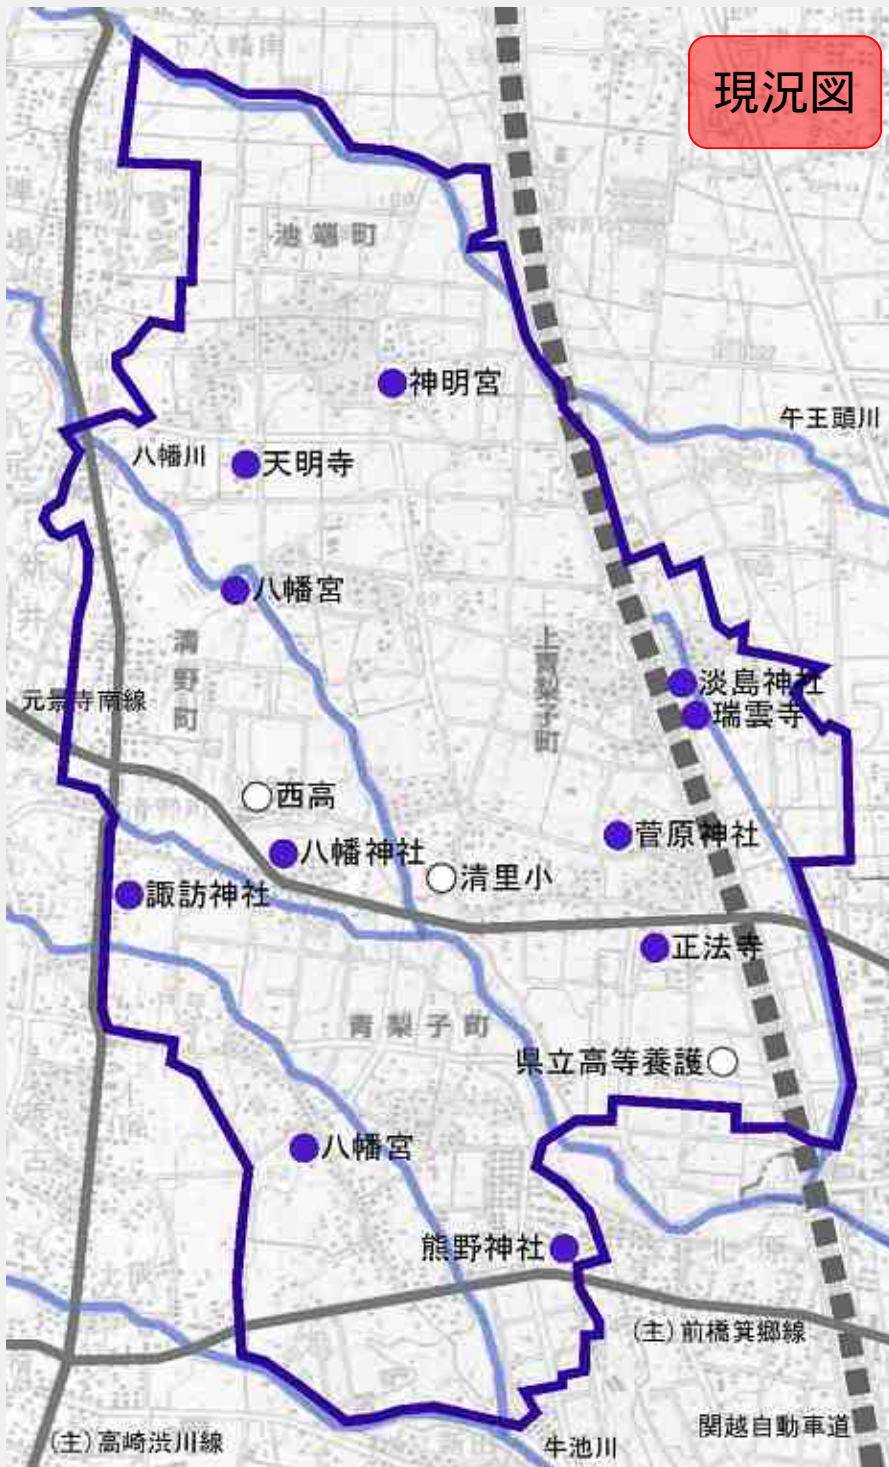 現況図
池端町
神明宮
午王頭川
八幡川
天明寺
八幡宮
清野町
上青梨子町
淡島神社
元景寺南線
瑞雲寺
西高
菅原神社
八幡神社
清里小
諏訪神社
正法寺
青梨子町
県立高等養護
八幡宮
熊野神社
(主)前橋箕郷線
関越自動車道
(主)高崎渋川線
牛池川